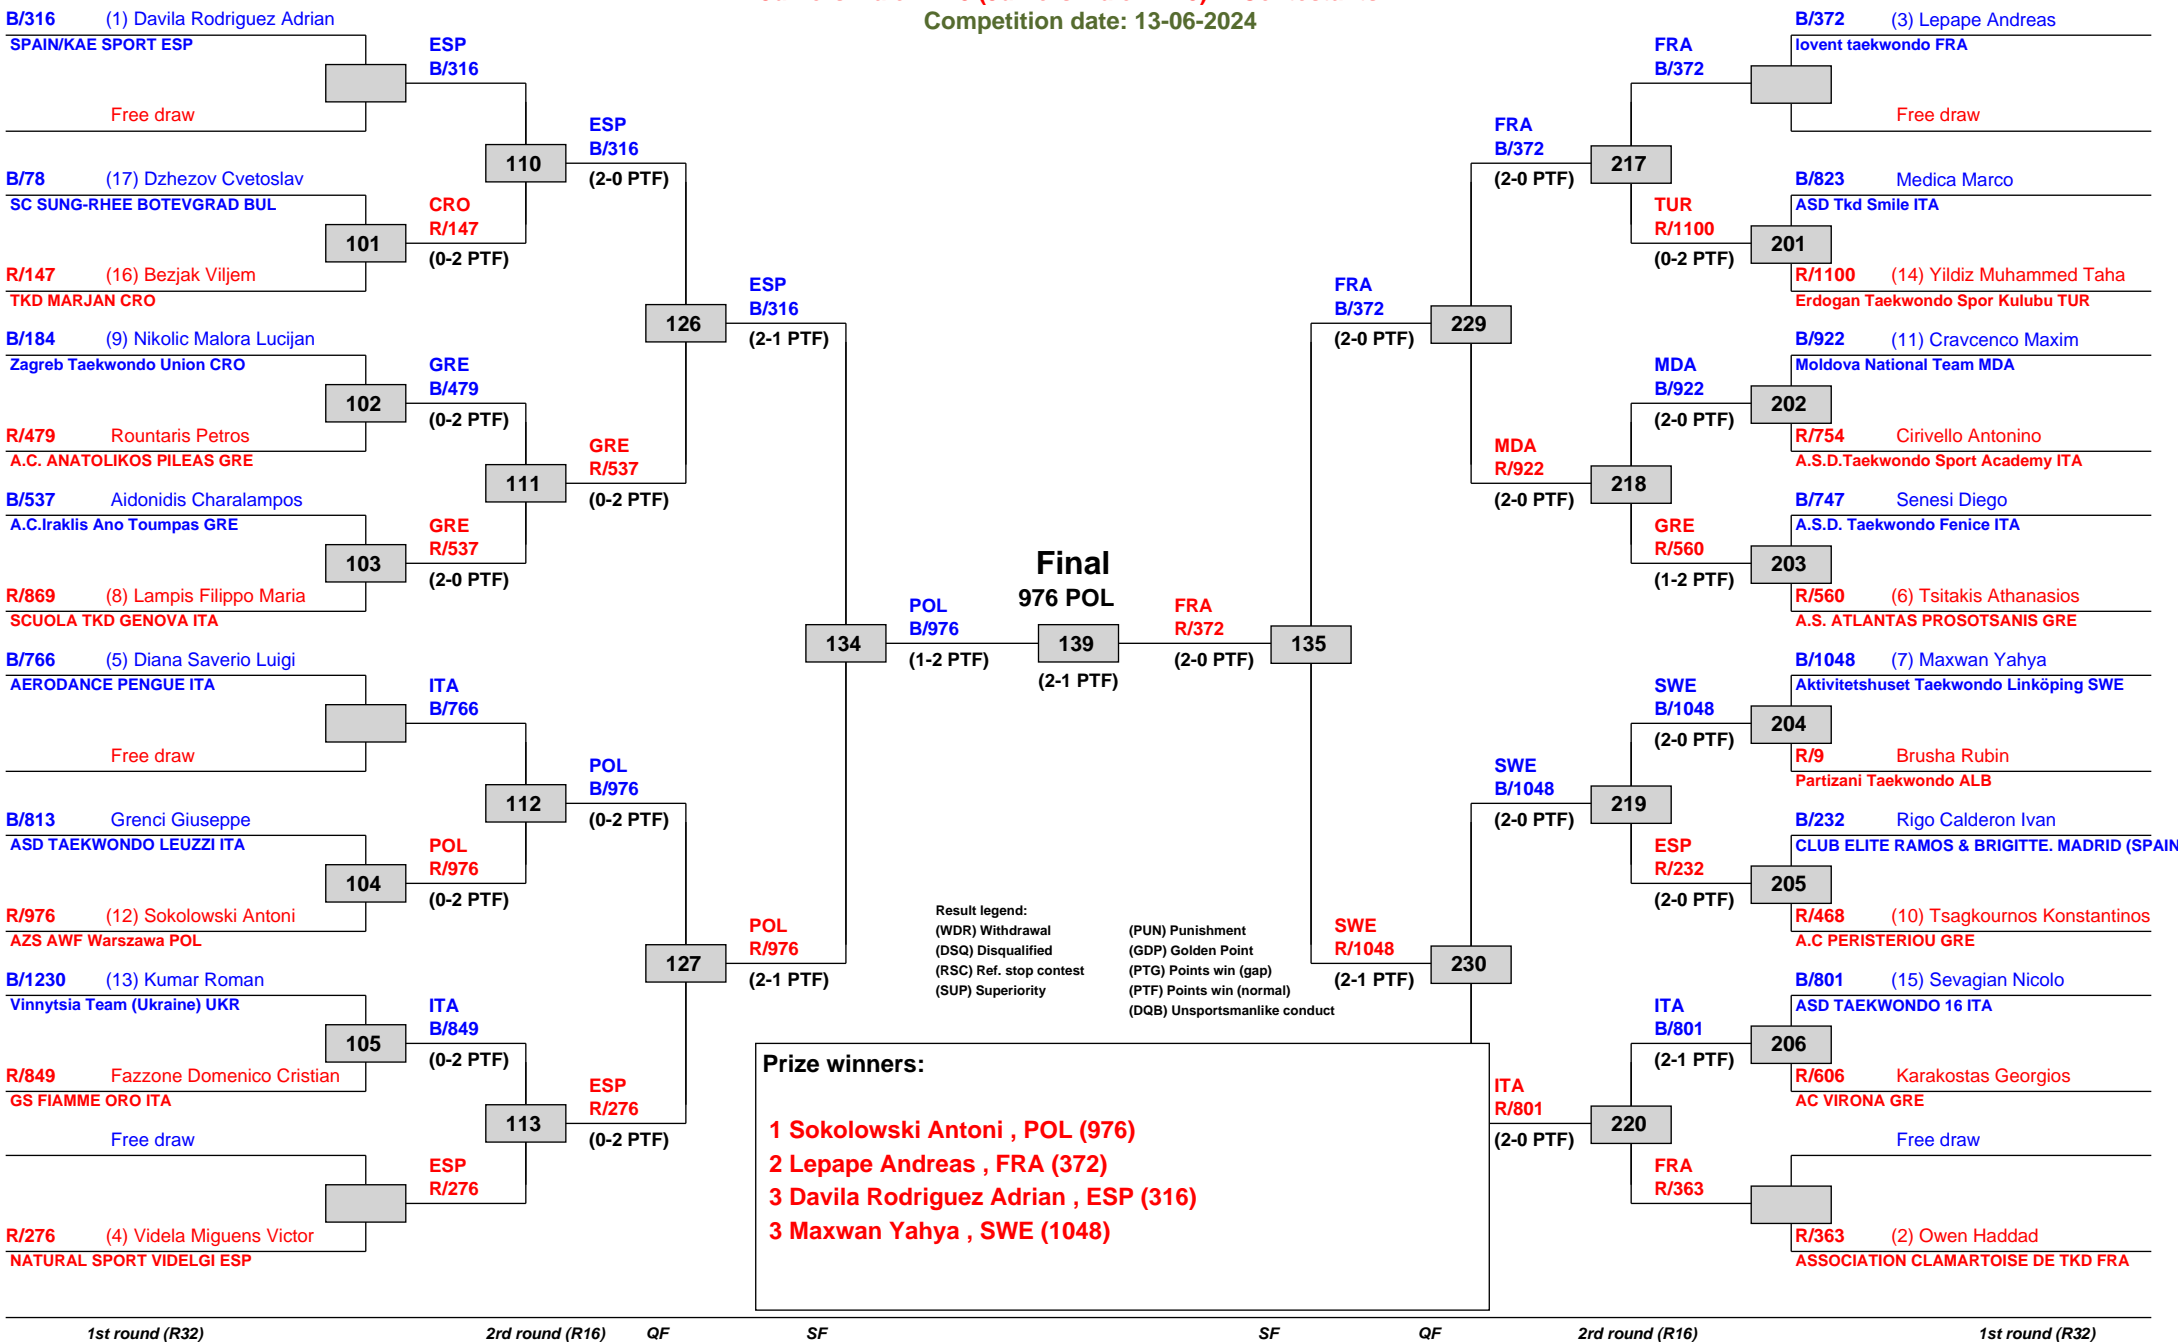 Competition date: 13-06-2024
B/316 (1) Davila Rodriguez Adrian
SPAIN/KAE SPORT ESP
Free draw
B/78 (17) Dzhezov Cvetoslav
SC SUNG-RHEE BOTEVGRAD BUL
101
R/147 (16) Bezjak Viljem
TKD MARJAN CRO
B/184 (9) Nikolic Malora Lucijan
Zagreb Taekwondo Union CRO
102
R/479 Rountaris Petros
A.C. ANATOLIKOS PILEAS GRE
B/537 Aidonidis Charalampos
A.C.Iraklis Ano Toumpas GRE
103
R/869 (8) Lampis Filippo Maria
SCUOLA TKD GENOVA ITA
B/766 (5) Diana Saverio Luigi
AERODANCE PENGUE ITA
Free draw
B/813 Grenci Giuseppe
ASD TAEKWONDO LEUZZI ITA
104
R/976 (12) Sokolowski Antoni
AZS AWF Warszawa POL
B/1230 (13) Kumar Roman
Vinnytsia Team (Ukraine) UKR
105
R/849 Fazzone Domenico Cristian
GS FIAMME ORO ITA
Free draw
R/276 (4) Videla Miguens Victor
NATURAL SPORT VIDELGI ESP
ESP
B/316
110
CRO
R/147
(0-2 PTF)
GRE
B/479
(0-2 PTF)
111
GRE
R/537
(2-0 PTF)
ITA
B/766
112
POL
R/976
(0-2 PTF)
ITA
B/849
(0-2 PTF)
113
ESP
R/276
ESP
B/316
(2-0 PTF)
126
GRE
R/537
(0-2 PTF)
POL
B/976
(0-2 PTF)
127
ESP
R/276
(0-2 PTF)
ESP
B/316
(2-1 PTF)
134
POL
R/976
(2-1 PTF)
POL
B/976
(1-2 PTF)
Final
976 POL
139
(2-1 PTF)
FRA
R/372
(2-0 PTF)
135
FRA
B/372
(2-0 PTF)
229
SWE
R/1048
(2-1 PTF)
230
FRA
B/372
(2-0 PTF)
217
MDA
R/922
(2-0 PTF)
218
SWE
B/1048
(2-0 PTF)
219
ITA
R/801
(2-0 PTF)
220
FRA
B/372
TUR
R/1100
(0-2 PTF)
MDA
B/922
(2-0 PTF)
GRE
R/560
(1-2 PTF)
SWE
B/1048
(2-0 PTF)
ESP
R/232
(2-0 PTF)
ITA
B/801
(2-1 PTF)
FRA
R/363
B/372 (3) Lepape Andreas
Iovent taekwondo FRA
Free draw
B/823 Medica Marco
ASD Tkd Smile ITA
201
R/1100 (14) Yildiz Muhammed Taha
Erdogan Taekwondo Spor Kulubu TUR
B/922 (11) Cravcenco Maxim
Moldova National Team MDA
202
R/754 Cirivello Antonino
A.S.D.Taekwondo Sport Academy ITA
B/747 Senesi Diego
A.S.D. Taekwondo Fenice ITA
203
R/560 (6) Tsitakis Athanasios
A.S. ATLANTAS PROSOTSANIS GRE
B/1048 (7) Maxwan Yahya
Aktivitetshuset Taekwondo Linköping SWE
204
R/9 Brusha Rubin
Partizani Taekwondo ALB
B/232 Rigo Calderon Ivan
CLUB ELITE RAMOS & BRIGITTE. MADRID (SPAIN
205
R/468 (10) Tsagkournos Konstantinos
A.C PERISTERIOU GRE
B/801 (15) Sevagian Nicolo
ASD TAEKWONDO 16 ITA
206
R/606 Karakostas Georgios
AC VIRONA GRE
Free draw
R/363 (2) Owen Haddad
ASSOCIATION CLAMARTOISE DE TKD FRA
Result legend:
(WDR) Withdrawal
(DSQ) Disqualified
(RSC) Ref. stop contest
(SUP) Superiority
(PUN) Punishment
(GDP) Golden Point
(PTG) Points win (gap)
(PTF) Points win (normal)
(DQB) Unsportsmanlike conduct
Prize winners:
1 Sokolowski Antoni , POL (976)
2 Lepape Andreas , FRA (372)
3 Davila Rodriguez Adrian , ESP (316)
3 Maxwan Yahya , SWE (1048)
1st round (R32) 2rd round (R16) QF SF SF QF 2rd round (R16) 1st round (R32)